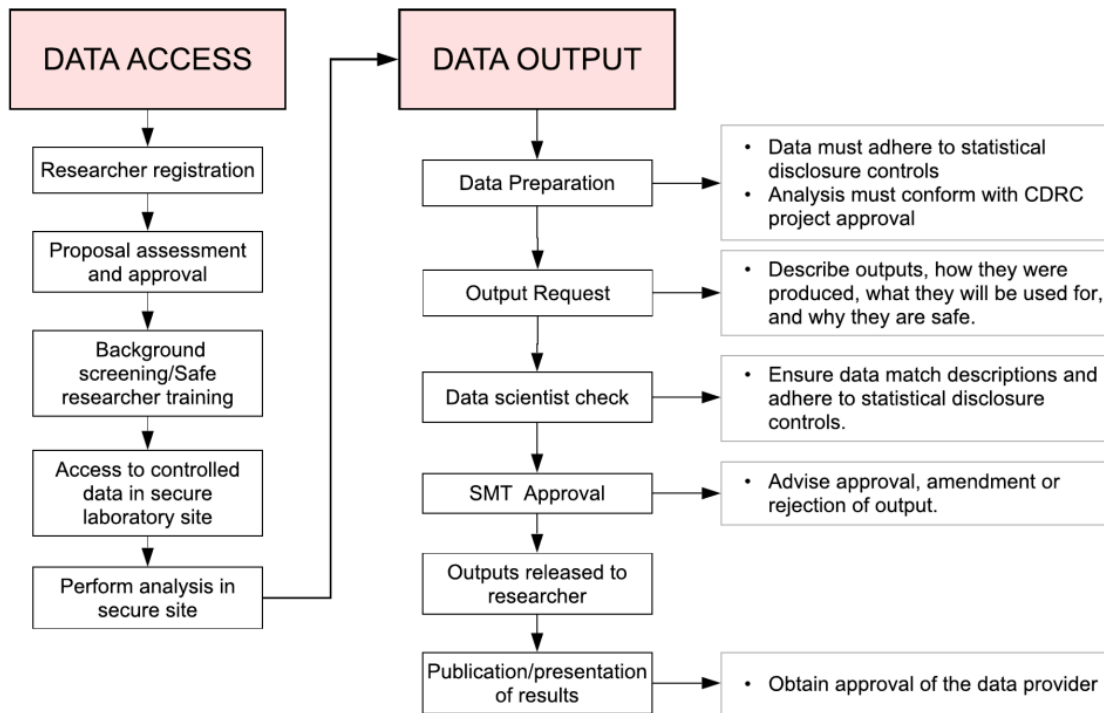 DATA ACCESS
Researcher registration
Proposal assessment
and approval
Background
screening/Safe
researcher training
Access to controlled
data in secure
laboratory site
Perform analysis in
secure site
DATA OUTPUT
Data Preparation
• Data must adhere to statistical
disclosure controls
• Analysis must conform with CDRC
project approval
Output Request
• Describe outputs, how they were
produced, what they will be used for,
and why they are safe.
Data scientist check
• Ensure data match descriptions and
adhere to statistical disclosure
controls.
SMT Approval
• Advise approval, amendment or
rejection of output.
Outputs released to
researcher
Publication/presentation
of results
• Obtain approval of the data provider